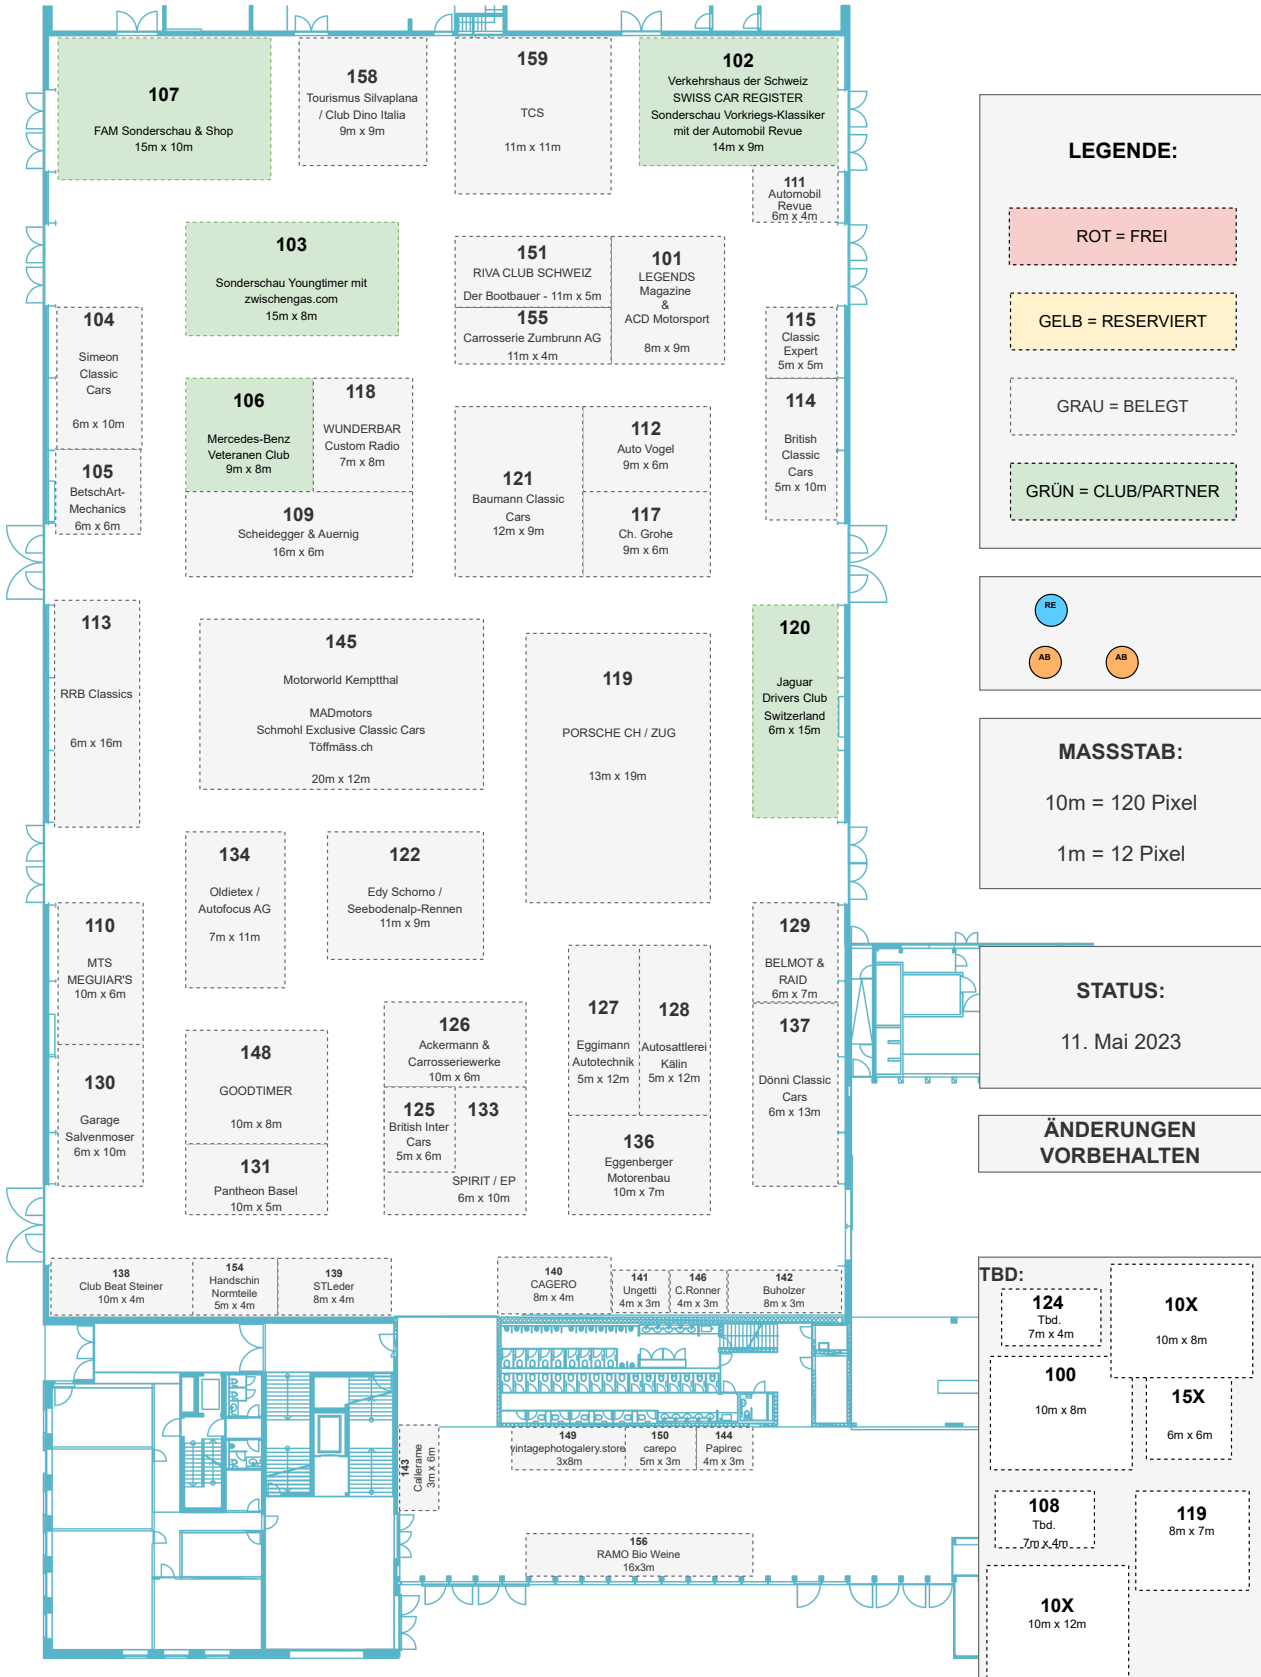 107
FAM Sonderschau & Shop
15m x 10m
158
Tourismus Silvaplana
/ Club Dino Italia
9m x 9m
159
TCS
11m x 11m
102
Verkehrshaus der Schweiz
SWISS CAR REGISTER
Sonderschau Vorkriegs-Klassiker
mit der Automobil Revue
14m x 9m
111
Automobil
Revue
6m x 4m
103
Sonderschau Youngtimer mit
zwischengas.com
15m x 8m
151
RIVA CLUB SCHWEIZ
Der Bootbauer - 11m x 5m
155
Carrosserie Zumbrunn AG
11m x 4m
101
LEGENDS
Magazine
&
ACD Motorsport
8m x 9m
104
Simeon
Classic
Cars
6m x 10m
115
Classic
Expert
5m x 5m
106
Mercedes-Benz
Veteranen Club
9m x 8m
118
WUNDERBAR
Custom Radio
7m x 8m
121
Baumann Classic
Cars
12m x 9m
112
Auto Vogel
9m x 6m
114
British
Classic
Cars
5m x 10m
105
BetschArt-
Mechanics
6m x 6m
109
Scheidegger & Auernig
16m x 6m
117
Ch. Grohe
9m x 6m
113
RRB Classics
6m x 16m
145
Motorworld Kemptthal
MADmotors
Schmohl Exclusive Classic Cars
Töffmäss.ch
20m x 12m
119
PORSCHE CH / ZUG
13m x 19m
120
Jaguar
Drivers Club
Switzerland
6m x 15m
134
Oldietex /
Autofocus AG
7m x 11m
122
Edy Schorno /
Seebodenalp-Rennen
11m x 9m
110
MTS
MEGUIAR'S
10m x 6m
129
BELMOT &
RAID
6m x 7m
127
Eggimann
Autotechnik
5m x 12m
128
Autosattlerei
Kälin
5m x 12m
126
Ackermann &
Carrosseriewerke
10m x 6m
137
Dönni Classic
Cars
6m x 13m
148
GOODTIMER
10m x 8m
130
Garage
Salvenmoser
6m x 10m
125
British Inter
Cars
5m x 6m
133
SPIRIT / EP
6m x 10m
136
Eggenberger
Motorenbau
10m x 7m
131
Pantheon Basel
10m x 5m
138
Club Beat Steiner
10m x 4m
154
Handschin
Normteile
5m x 4m
139
STLeder
8m x 4m
140
CAGERO
8m x 4m
141
Ungetti
4m x 3m
146
C.Ronner
4m x 3m
142
Buholzer
8m x 3m
143
Callerame
3m x 6m
149
vintagephotogalery.store
3x8m
150
carepo
5m x 3m
144
Papirec
4m x 3m
156
RAMO Bio Weine
16x3m
LEGENDE:
ROT = FREI
GELB = RESERVIERT
GRAU = BELEGT
GRÜN = CLUB/PARTNER
RE
AB
AB
MASSSTAB:
10m = 120 Pixel
1m = 12 Pixel
STATUS:
11. Mai 2023
ÄNDERUNGEN
VORBEHALTEN
TBD:
124
Tbd.
7m x 4m
10X
10m x 8m
100
10m x 8m
15X
6m x 6m
108
Tbd.
7m x 4m
119
8m x 7m
10X
10m x 12m